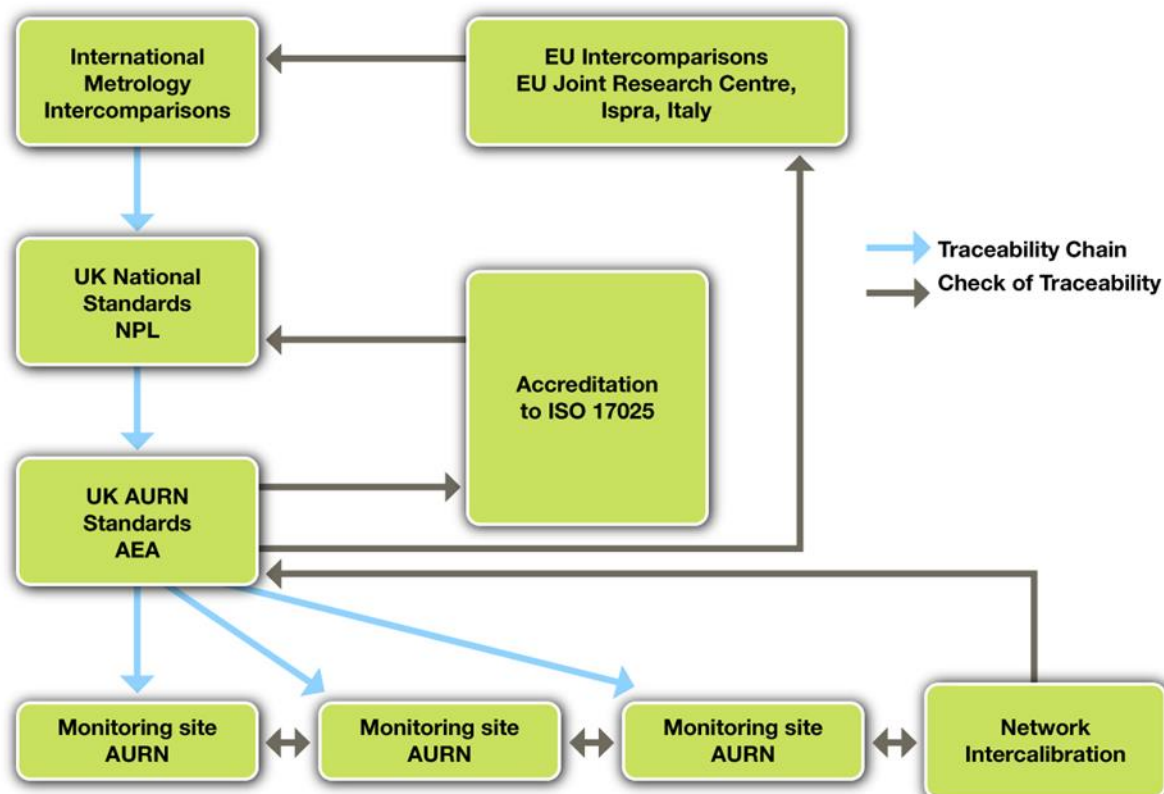 International
Metrology
Intercomparisons
EU Intercomparisons
EU Joint Research Centre,
Ispra, Italy
Traceability Chain
Check of Traceability
UK National
Standards
NPL
Accreditation
to ISO 17025
UK AURN
Standards
AEA
Monitoring site
AURN
Monitoring site
AURN
Monitoring site
AURN
Network
Intercalibration